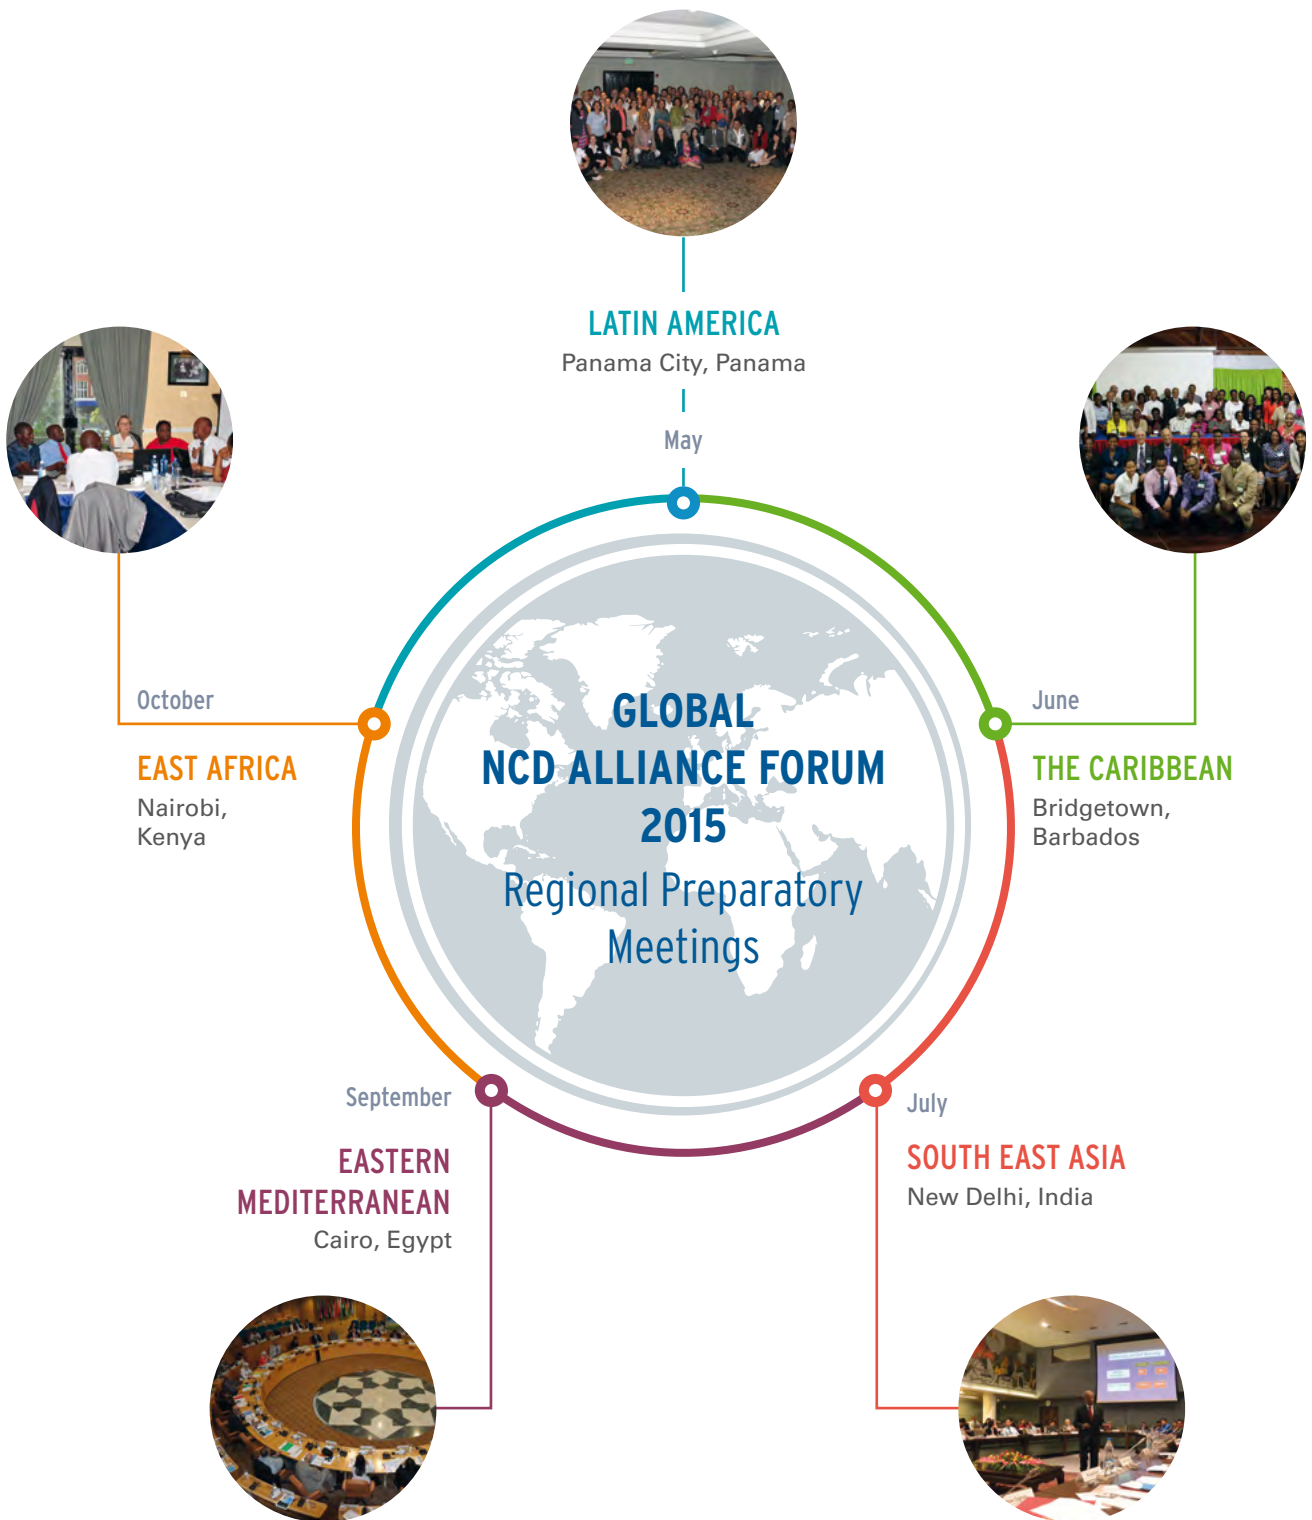 LATIN AMERICA
Panama City, Panama
May
October
EAST AFRICA
Nairobi,
Kenya
GLOBAL
NCD ALLIANCE FORUM
2015
Regional Preparatory
Meetings
June
THE CARIBBEAN
Bridgetown,
Barbados
September
EASTERN
MEDITERRANEAN
Cairo, Egypt
July
SOUTH EAST ASIA
New Delhi, India